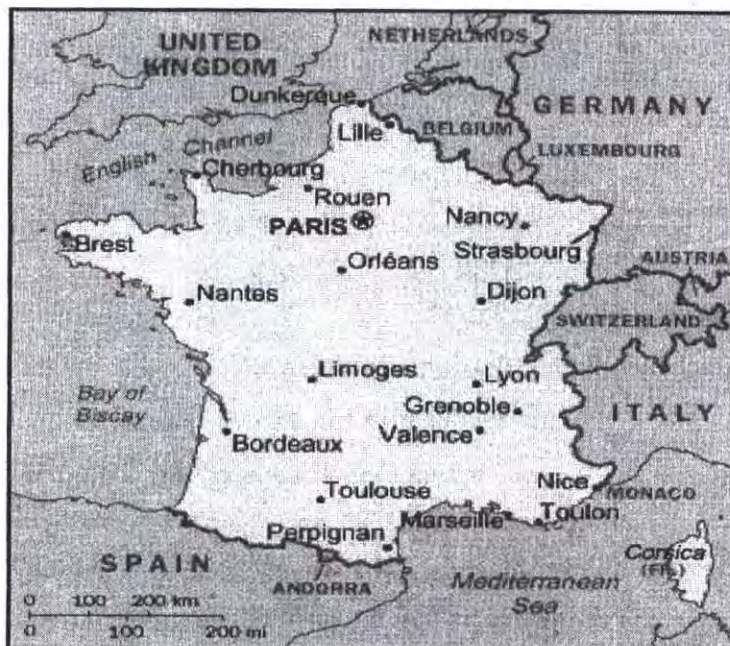 UNITED
KINGDOM
NETHERLANDS
Dunkerque
GERMANY
Lille
BELGIUM
English Channel
LUXEMBOURG
Cherbourg
Rouen
PARIS
Nancy
Brest
Strasbourg
Orléans
AUSTRIA
Nantes
Dijon
SWITZERLAND
Limoges
Lyon
Bay of
Biscay
Grenoble
ITALY
Bordeaux
Valence
Toulouse
Nice
MONACO
Marseille
Toulon
Perpignan
SPAIN
ANDORRA
Corsica
(FR.)
Mediterranean
Sea
0 100 200 km
0 100 200 mi